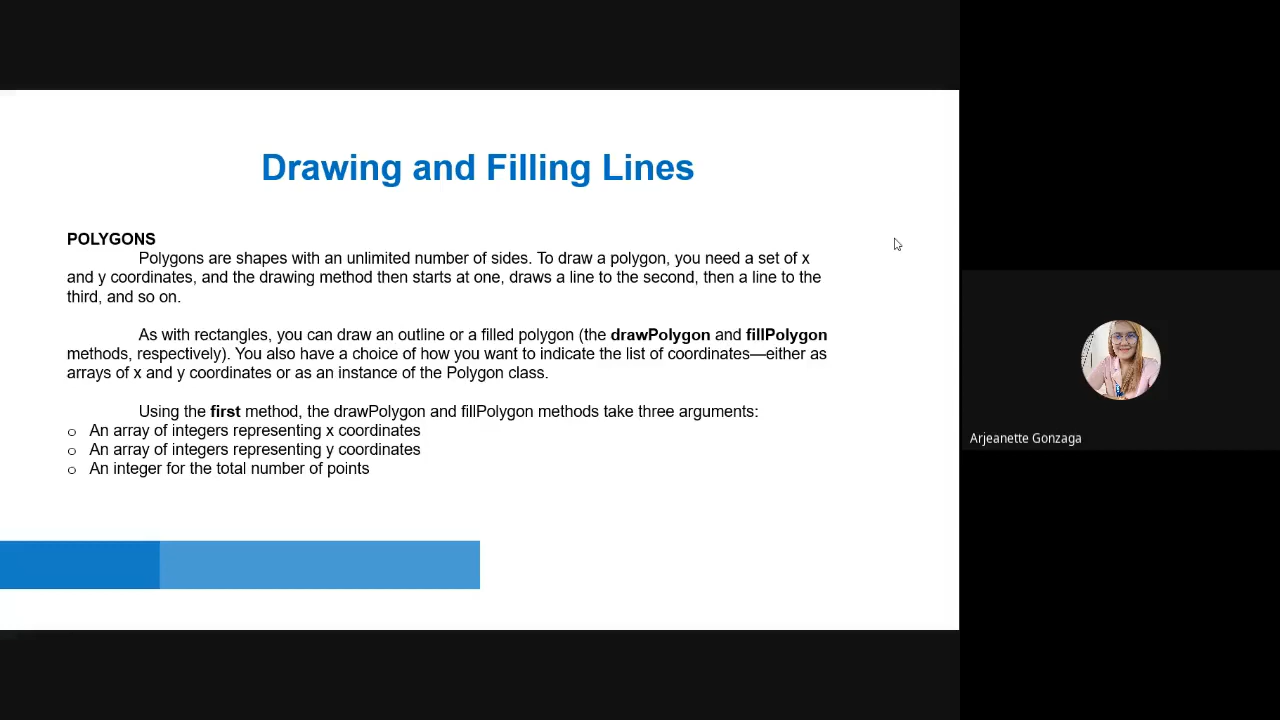 Drawing and Filling Lines
POLYGONS
Polygons are shapes with an unlimited number of sides. To draw a polygon, you need a set of x
and y coordinates, and the drawing method then starts at one, draws a line to the second, then a line to the
third, and so on.
As with rectangles, you can draw an outline or a filled polygon (the drawPolygon and fillPolygon
methods, respectively). You also have a choice of how you want to indicate the list of coordinates—either as
arrays of x and y coordinates or as an instance of the Polygon class.
Using the first method, the drawPolygon and fillPolygon methods take three arguments:
o An array of integers representing x coordinates
o An array of integers representing y coordinates
o An integer for the total number of points
Arjeanette Gonzaga